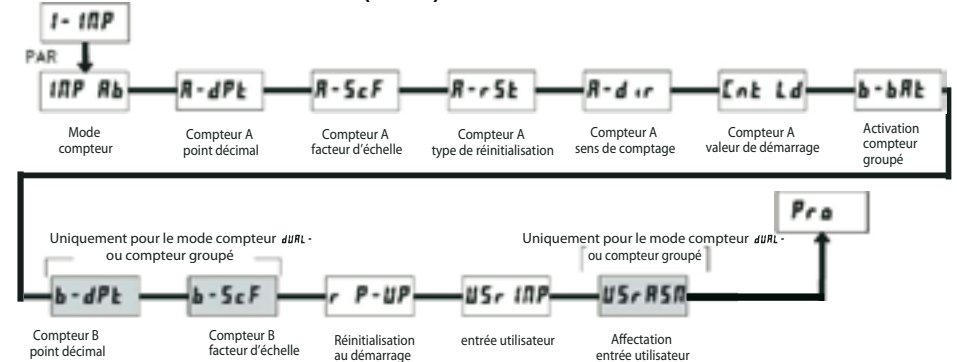 1- INP
PAR
INP Ab
A-dPt
A-ScF
A-rSt
A-dir
Cnt Ld
b-bAt
Mode
compteur
Compteur A
point décimal
Compteur A
facteur d'échelle
Compteur A
type de réinitialisation
Compteur A
sens de comptage
Compteur A
valeur de démarrage
Activation
compteur
groupé
Pro
Uniquement pour le mode compteur dUAL -
ou compteur groupé
Uniquement pour le mode compteur dUAL -
ou compteur groupé
b-dPt
b-ScF
r P-UP
USr INP
USrASN
Compteur B
point décimal
Compteur B
facteur d'échelle
Réinitialisation
au démarrage
entrée utilisateur
Affectation
entrée utilisateur